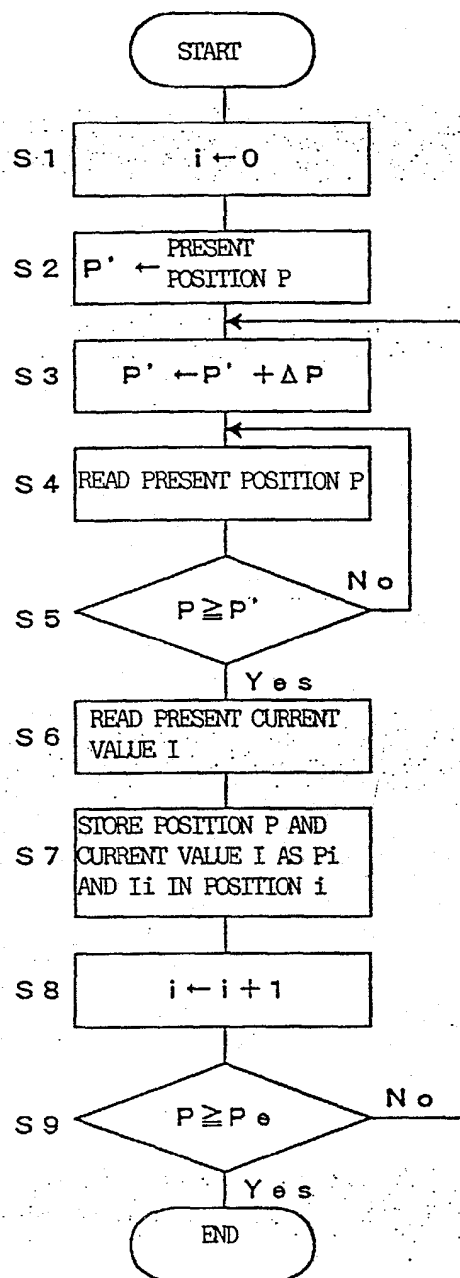 START
S1
i ← 0
S2
P' ← PRESENT
POSITION P
S3
P' ← P' + ΔP
S4
READ PRESENT POSITION P
S5
P ≧ P'
No
Yes
S6
READ PRESENT CURRENT
VALUE I
S7
STORE POSITION P AND
CURRENT VALUE I AS Pi
AND Ii IN POSITION i
S8
i ← i + 1
S9
P ≧ Pe
No
Yes
END